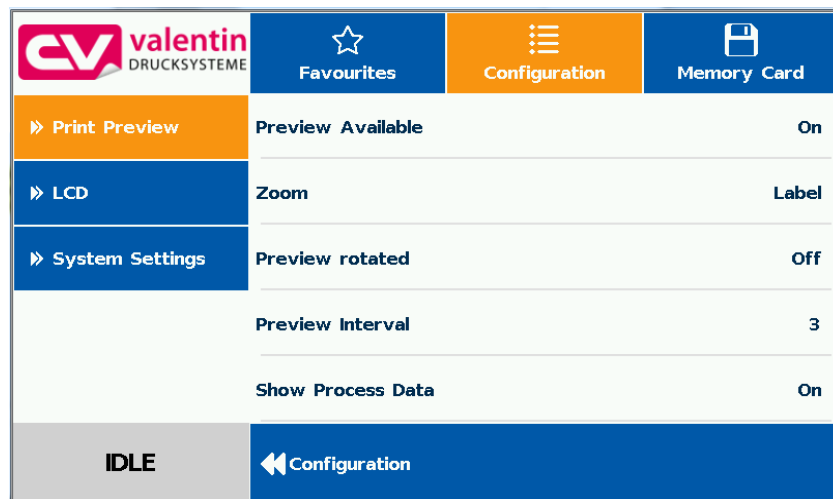 CV. valentin
DRUCKSYSTEME
Favourites
Configuration
Memory Card
Print Preview
LCD
System Settings
Preview Available On
Zoom Label
Preview rotated Off
Preview Interval 3
Show Process Data On
IDLE
Configuration